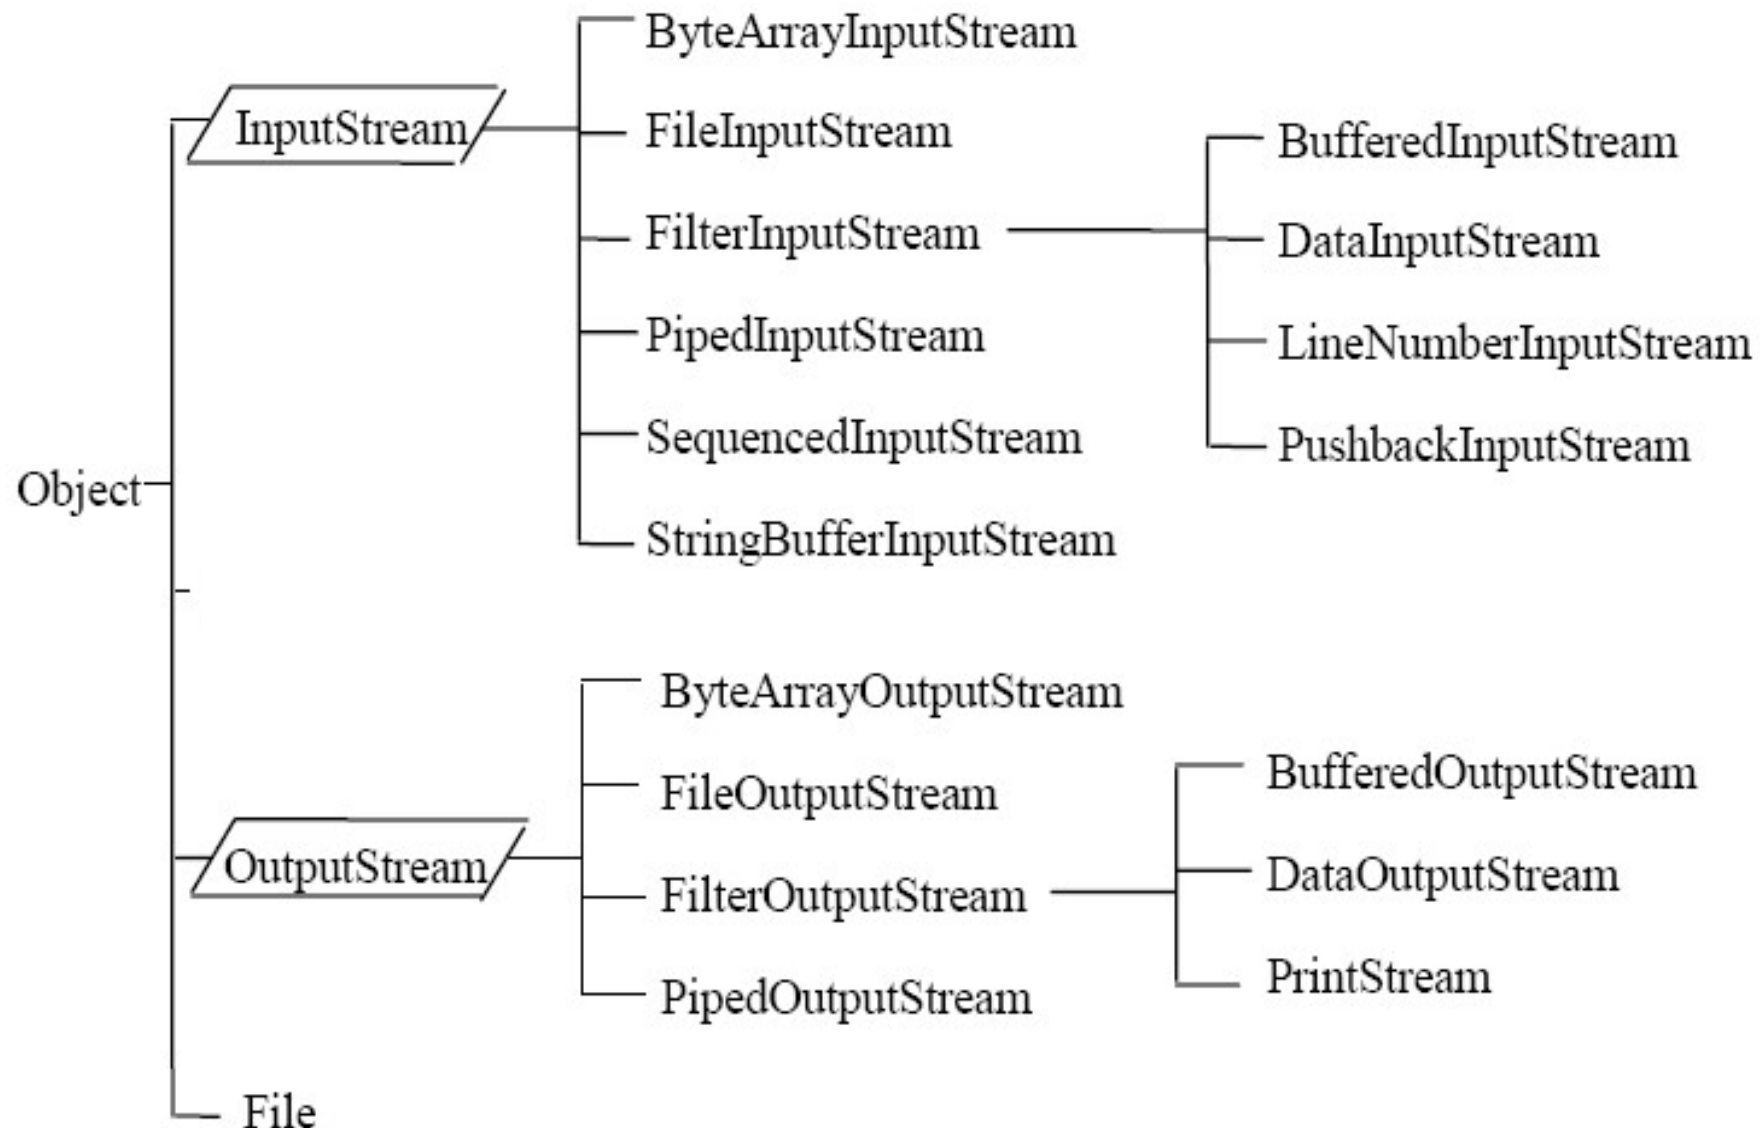 Object
InputStream
ByteArrayInputStream
FileInputStream
FilterInputStream
PipedInputStream
SequencedInputStream
StringBufferInputStream
BufferedInputStream
DataInputStream
LineNumberInputStream
PushbackInputStream
OutputStream
ByteArrayOutputStream
FileOutputStream
FilterOutputStream
PipedOutputStream
BufferedOutputStream
DataOutputStream
PrintStream
File